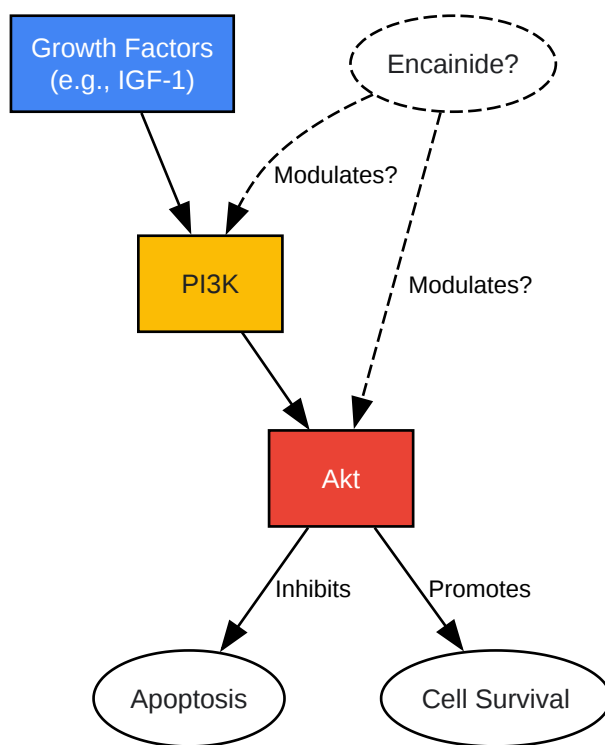 Growth Factors
(e.g., IGF-1)
Encainide?
Modulates?
PI3K
Modulates?
Akt
Inhibits
Promotes
Apoptosis
Cell Survival